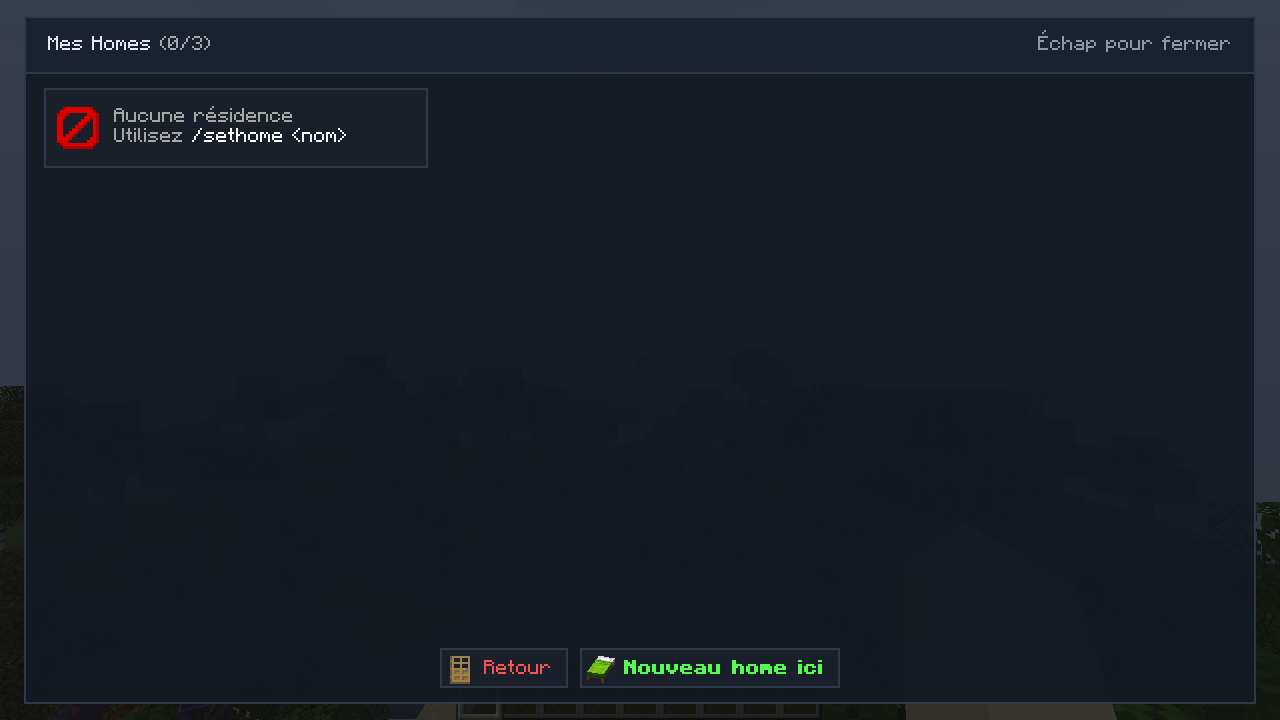 Mes Homes (0/3)
Échap pour fermer
Aucune résidence
Utilisez /sethome <nom>
Retour
Nouveau home ici